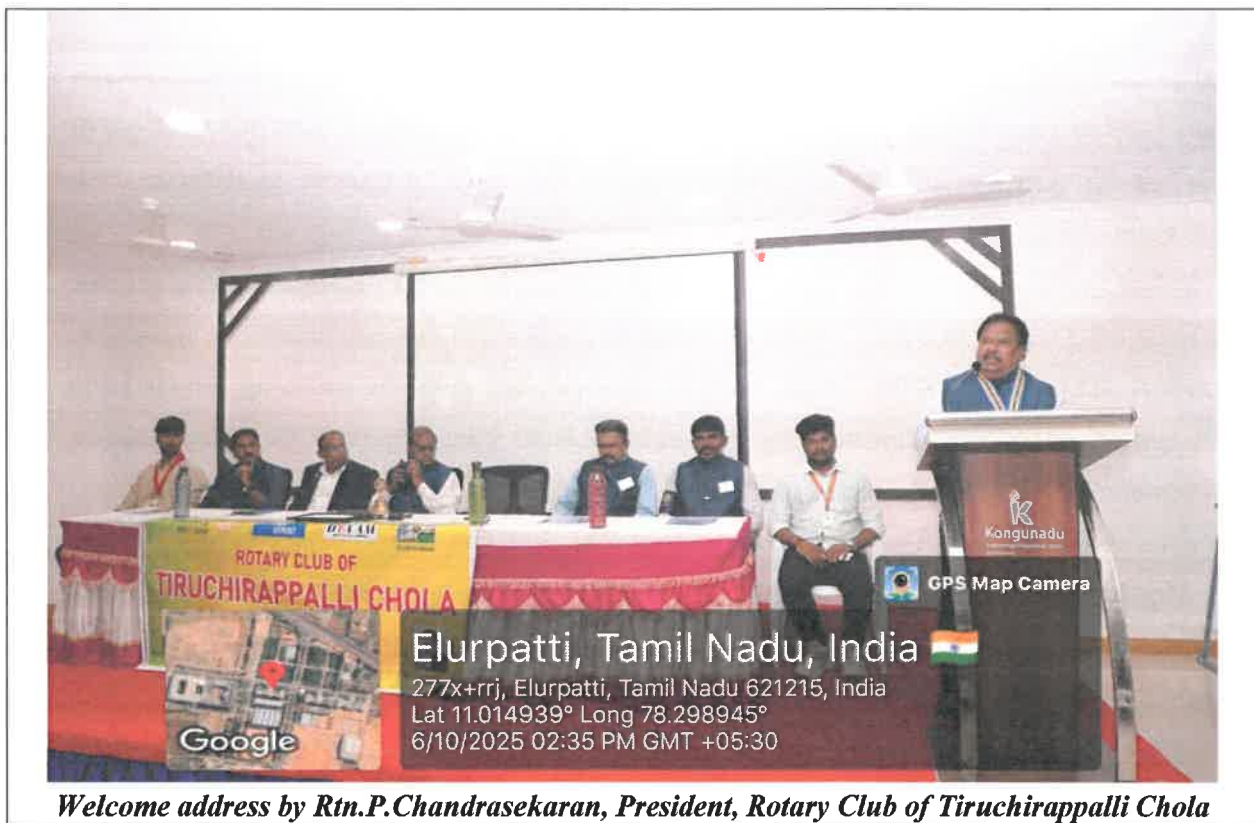 DREAM
ROTARY CLUB OF
TIRUCHIRAPPALLI CHOLA
Kongunadu
GPS Map Camera
Google
Elurpatti, Tamil Nadu, India
277x+rrj, Elurpatti, Tamil Nadu 621215, India
Lat 11.014939° Long 78.298945°
6/10/2025 02:35 PM GMT +05:30
Welcome address by Rtn.P.Chandrasekaran, President, Rotary Club of Tiruchirappalli Chola